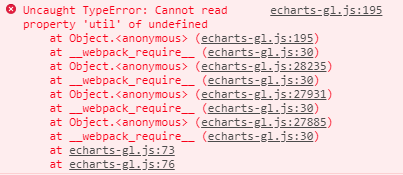 Uncaught TypeError: Cannot read echarts-gl.js:195
property 'util' of undefined
at Object.<anonymous> (echarts-gl.js:195)
at __webpack_require__ (echarts-gl.js:30)
at Object.<anonymous> (echarts-gl.js:28235)
at __webpack_require__ (echarts-gl.js:30)
at Object.<anonymous> (echarts-gl.js:27931)
at __webpack_require__ (echarts-gl.js:30)
at Object.<anonymous> (echarts-gl.js:27885)
at __webpack_require__ (echarts-gl.js:30)
at echarts-gl.js:73
at echarts-gl.js:76